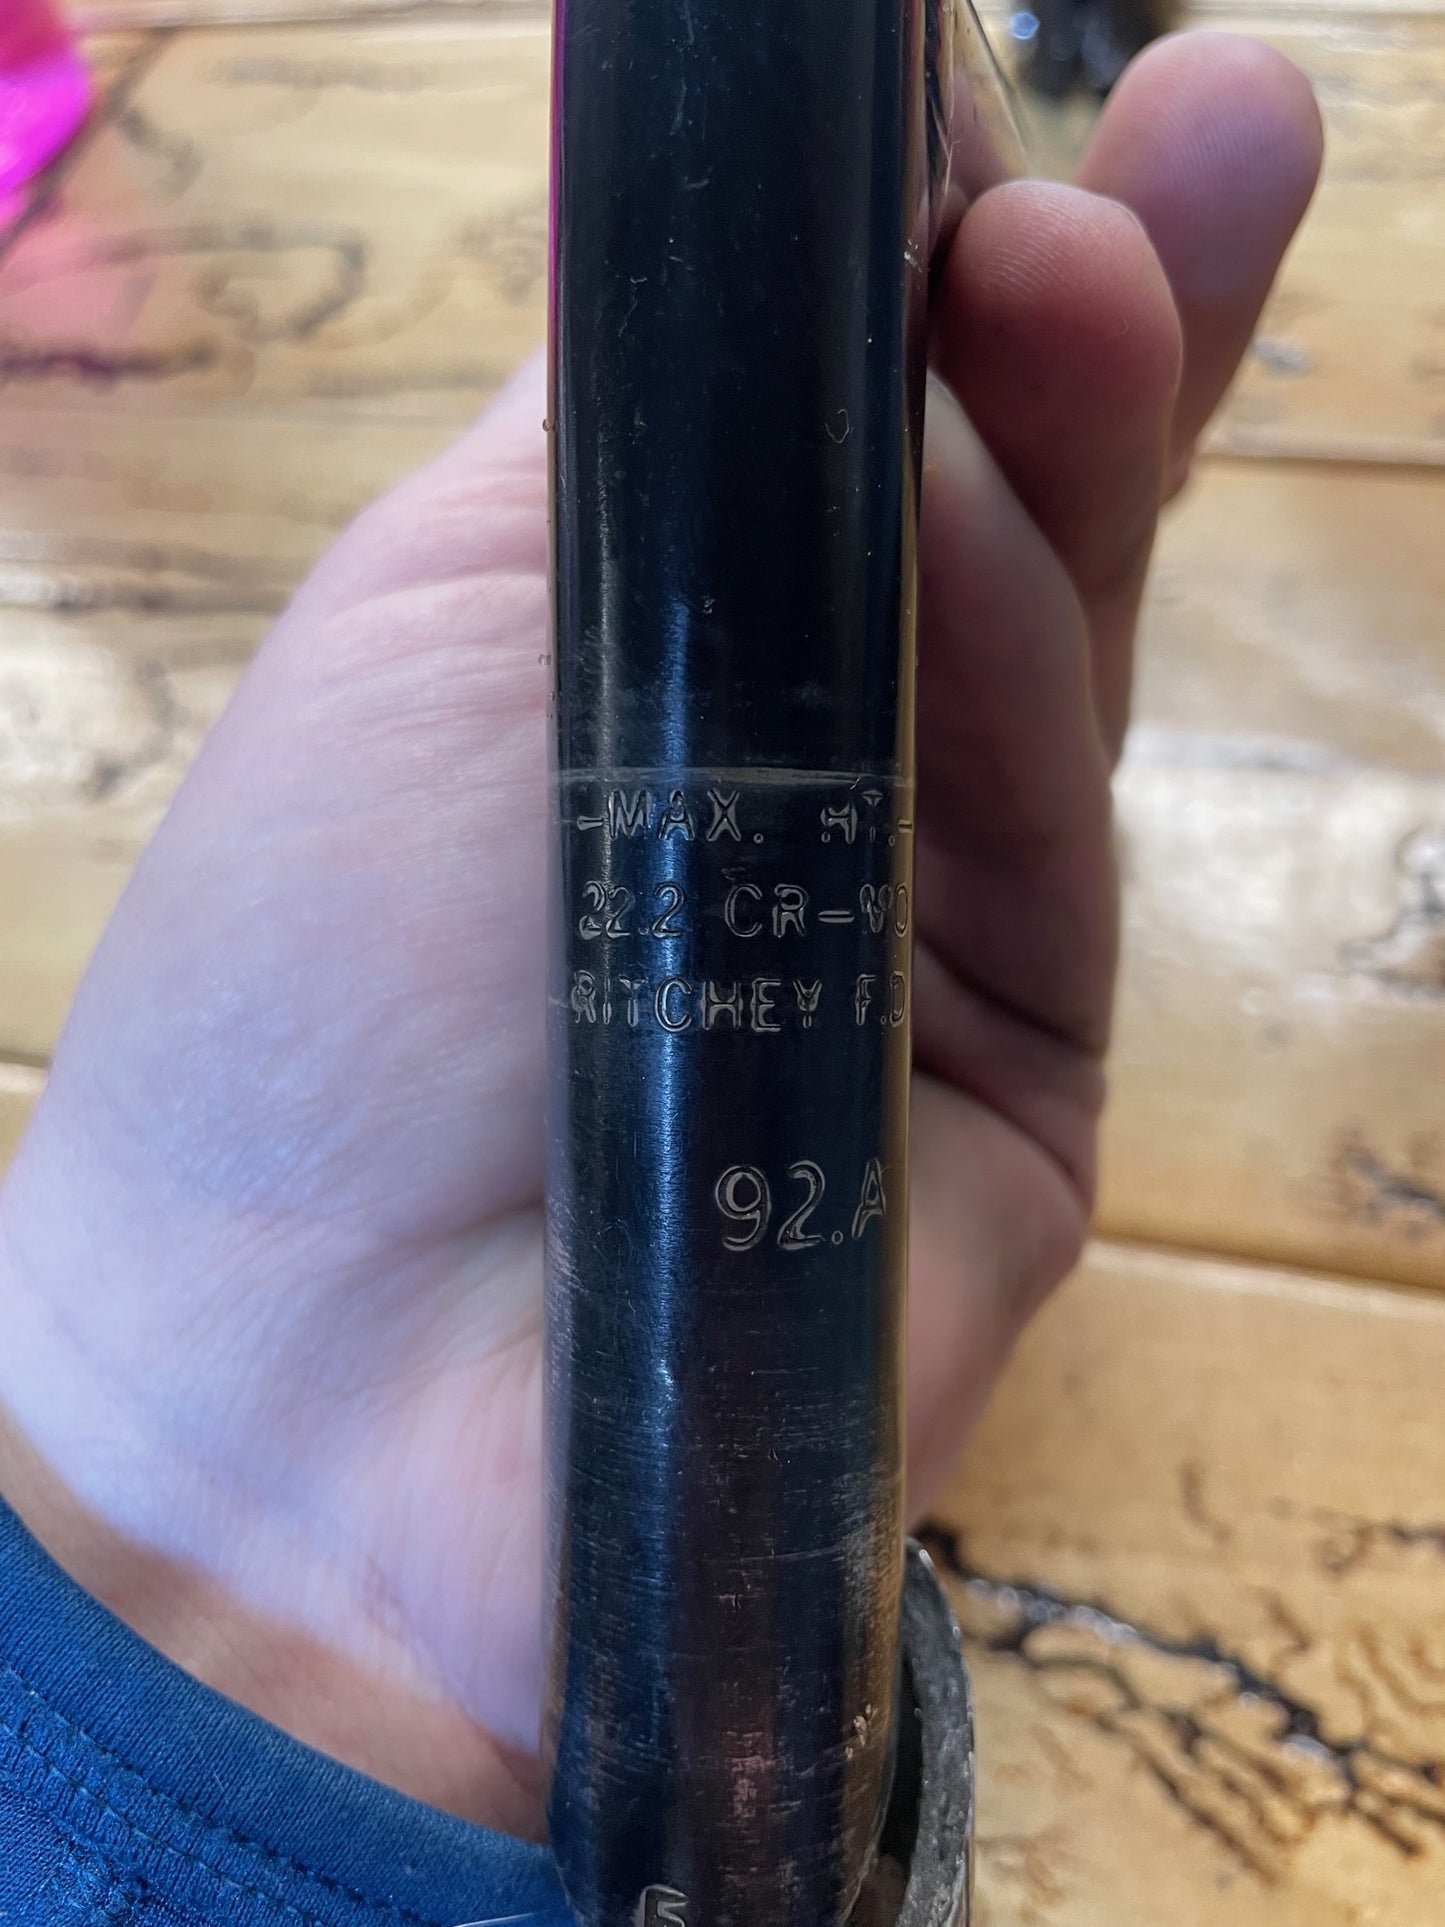 -MAX. HT.-
22.2 CR-MO
RITCHEY F.D
92.A